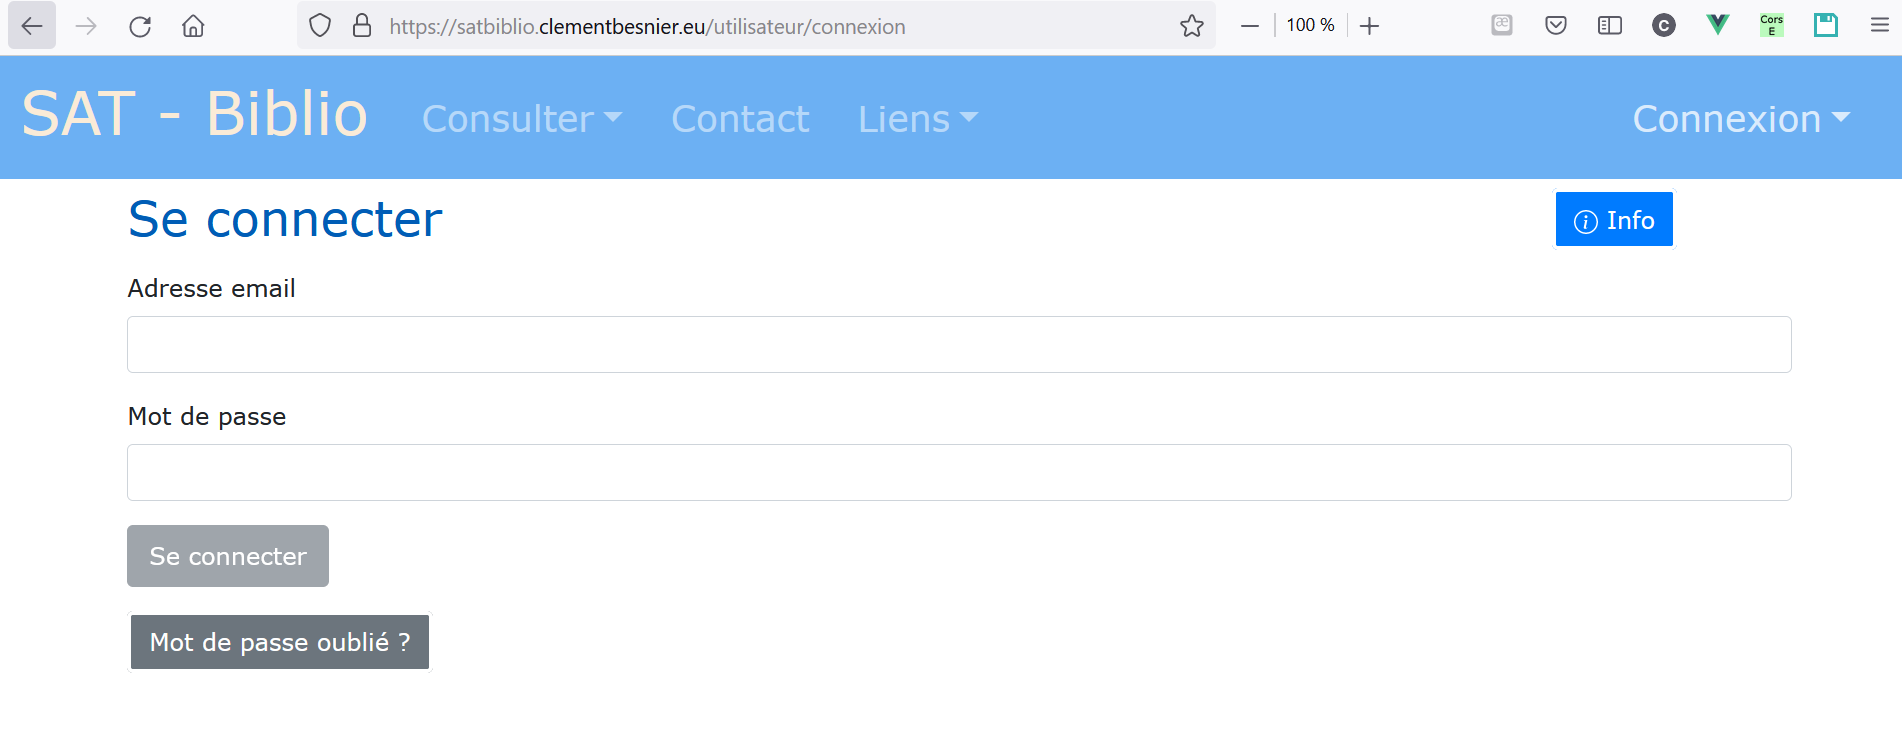 https://satbiblio.clementbesnier.eu/utilisateur/connexion
100 %
æ
C
Cors
E
SAT - Biblio
Consulter
Contact
Liens
Connexion
Se connecter
i Info
Adresse email
Mot de passe
Se connecter
Mot de passe oublié ?